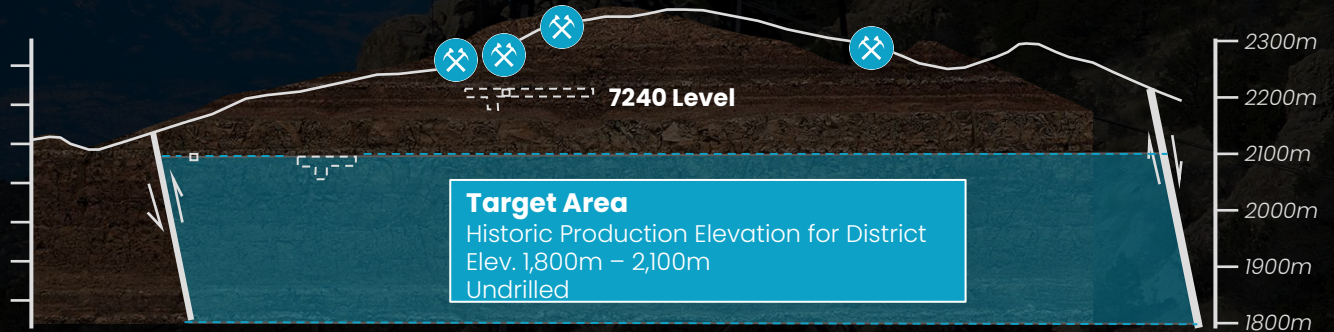 2300m
7240 Level
2200m
2100m
Target Area
Historic Production Elevation for District
Elev. 1,800m – 2,100m
Undrilled
2000m
1900m
1800m